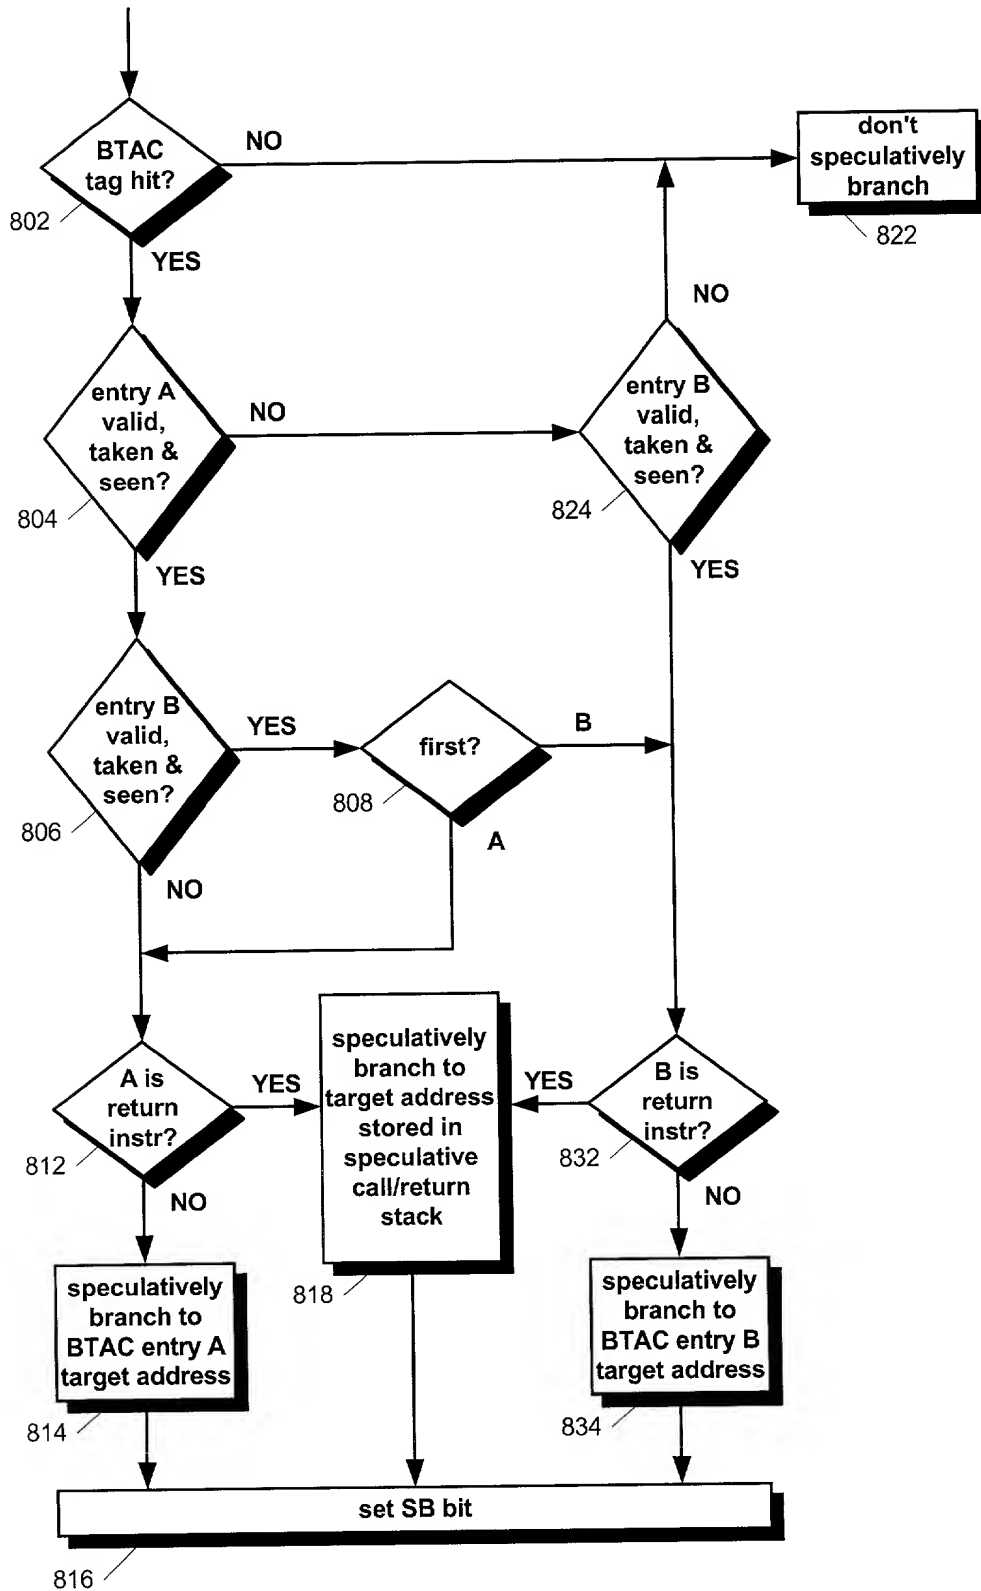 BTAC
tag hit?
NO
802
YES
don't
speculatively
branch
822
NO
entry A
valid,
taken &
seen?
NO
804
YES
entry B
valid,
taken &
seen?
824
YES
entry B
valid,
taken &
seen?
YES
806
NO
first?
B
808
A
A is
return
instr?
YES
812
NO
speculatively
branch to
target address
stored in
speculative
call/return
stack
818
YES
B is
return
instr?
832
NO
speculatively
branch to
BTAC entry A
target address
814
speculatively
branch to
BTAC entry B
target address
834
set SB bit
816